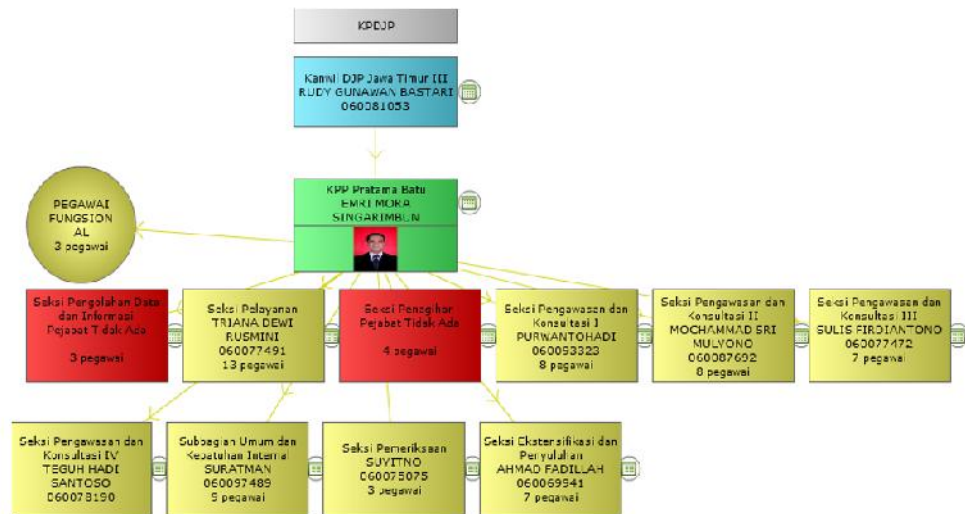 KPDJP
Kanwil DJP Jawa Timur III
RUDY GUNAWAN BASTARI
060081053
KPP Pratama Batu
EMRI MORA
SINGARIMBUN
PEGAWAI
FUNGSION
AL
3 pegawai
Seksi Pengolahan Data
dan Informasi
Pejabat Tidak Ada
3 pegawai
Seksi Pelayanan
TRIANA DEWI
RUSMINI
060077491
13 pegawai
Seksi Penagihan
Pejabat Tidak Ada
4 pegawai
Seksi Pengawasan dan
Konsultasi I
PURWANTOHADI
060053323
8 pegawai
Seksi Pengawasan dan
Konsultasi II
MOCHAMMAD SRI
MULYONO
060087692
8 pegawai
Seksi Pengawasan dan
Konsultasi III
SULIS FIRDIANTONO
060077472
7 pegawai
Seksi Pengawasan dan
Konsultasi IV
TEGUH HADI
SANTOSO
060078190
Subbagian Umum dan
Kepatuhan Internal
SURATMAN
060097489
9 pegawai
Seksi Pemeriksaan
SUYITNO
060075075
3 pegawai
Seksi Ekstensifikasi dan
Penyuluhan
AHMAD FADILLAH
060069941
7 pegawai